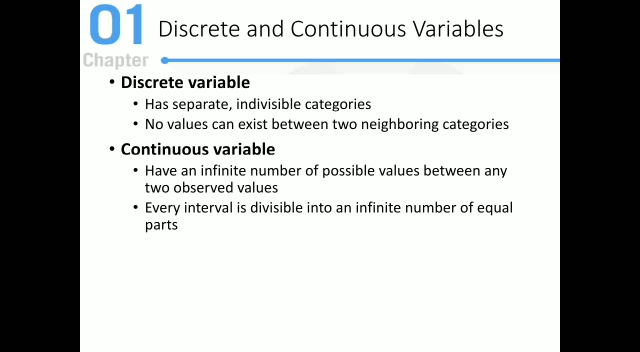 01
Chapter
Discrete and Continuous Variables
• Discrete variable
• Has separate, indivisible categories
• No values can exist between two neighboring categories
• Continuous variable
• Have an infinite number of possible values between any
two observed values
• Every interval is divisible into an infinite number of equal
parts